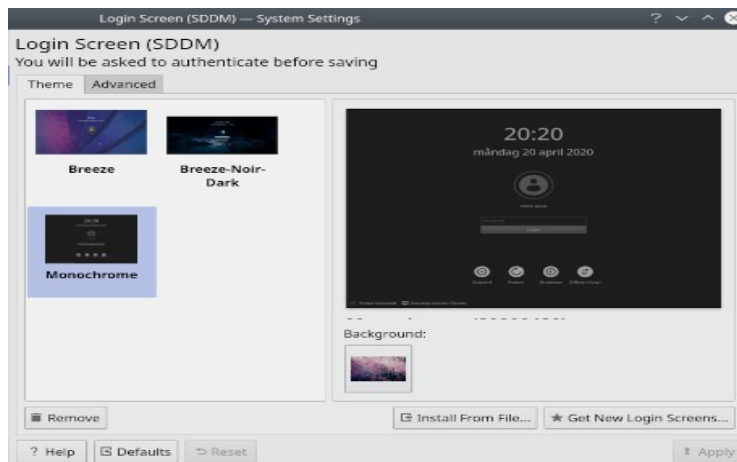 Login Screen (SDDM) — System Settings
Login Screen (SDDM)
You will be asked to authenticate before saving
Theme
Advanced
Breeze
Breeze-Noir-
Dark
Monochrome
20:20
måndag 20 april 2020
Background:
Remove
Install From File...
Get New Login Screens...
? Help
Defaults
Reset
Apply